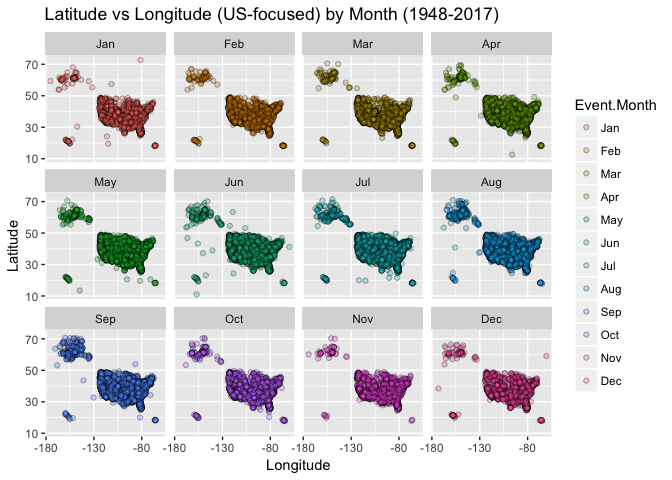 Latitude vs Longitude (US-focused) by Month (1948-2017)
Jan Feb Mar Apr
70
50
30
10
May Jun Jul Aug
70
50
30
10
Sep Oct Nov Dec
70
50
30
10
-180 -130 -80 -180 -130 -80 -180 -130 -80 -180 -130 -80
Longitude
Latitude
Event.Month
Jan
Feb
Mar
Apr
May
Jun
Jul
Aug
Sep
Oct
Nov
Dec